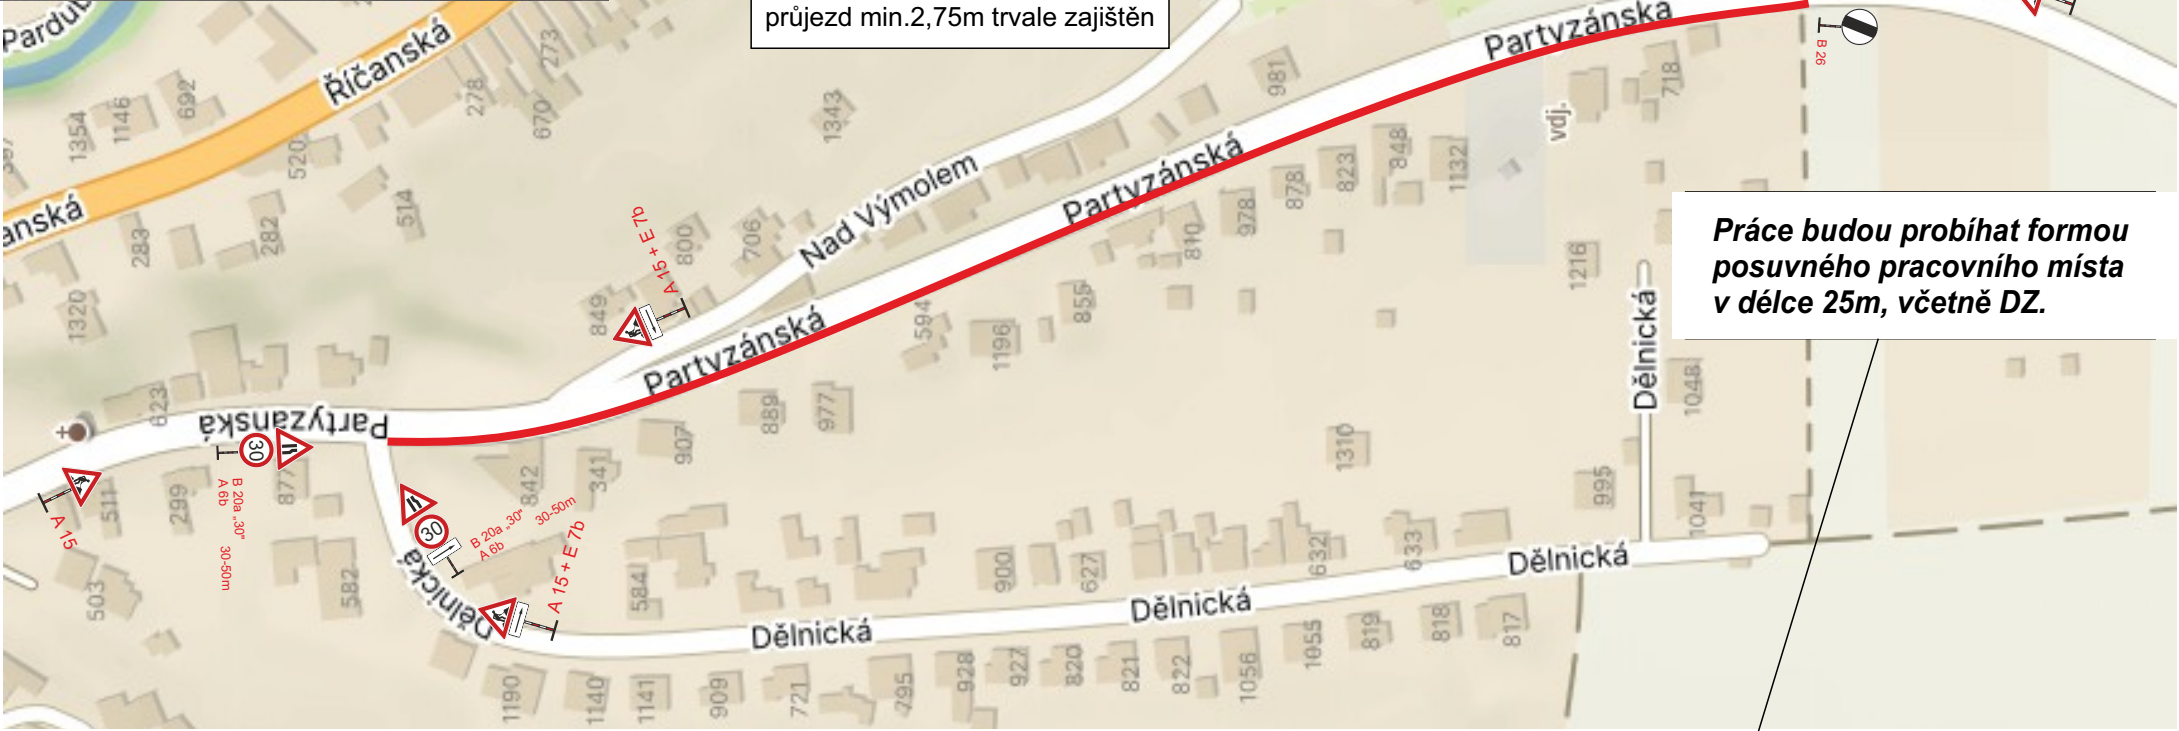 průjezd min.2,75m trvale zajištěn
Pardub
Říčanská
anská
Partyzánská
B 26
692
1146
1354
273
278
670
520
1343
981
718
vdj.
283
282
514
1320
Nad Výmolem
Partyzánská
848
823
878
978
810
1132
1216
A 15 + E 7b
800
706
849
Partyzánská
594
1196
855
Práce budou probíhat formou
posuvného pracovního místa
v délce 25m, včetně DZ.
Dělnická
1048
623
Partyzánská
30
B 20a „30"
A 6b
30-50m
A 15
511
299
877
503
582
842
341
907
889
977
1310
995
1041
30
B 20a „30"
A 6b
30-50m
A 15 + E 7b
Dělnická
584
900
627
632
633
Dělnická
Dělnická
Dělnická
1190
1140
1141
909
721
795
928
927
820
821
822
1056
1055
819
818
817